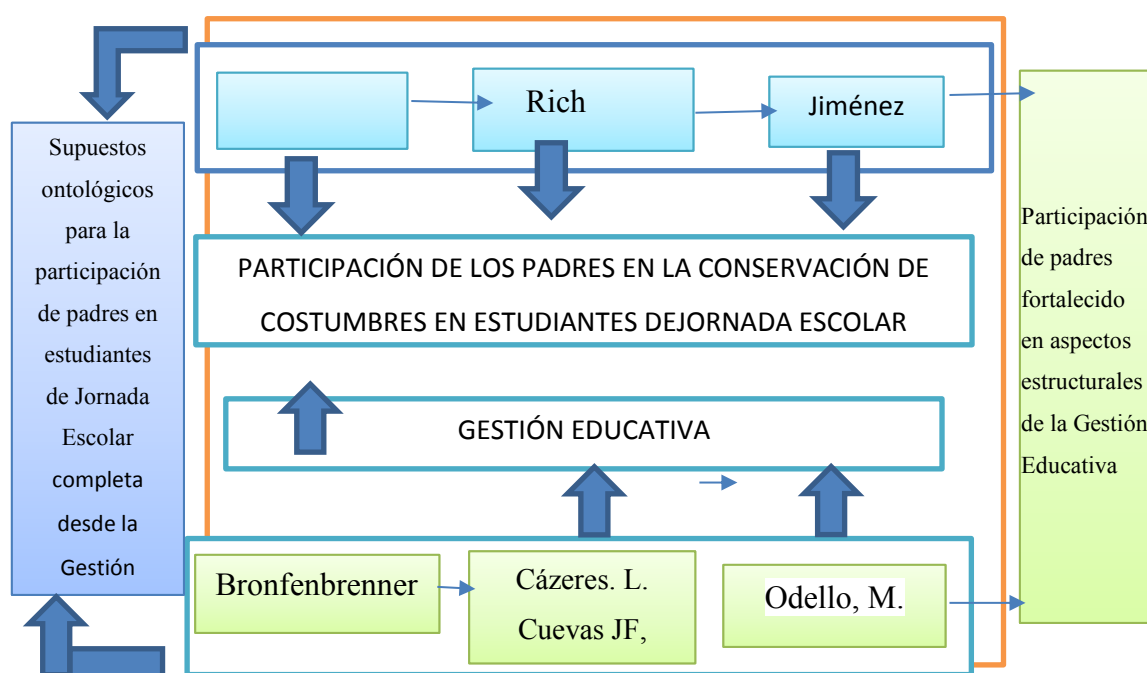 Rich
Jiménez
Supuestos
ontológicos
para la
participación
de padres en
estudiantes
de Jornada
Escolar
completa
desde la
Gestión
PARTICIPACIÓN DE LOS PADRES EN LA CONSERVACIÓN DE
COSTUMBRES EN ESTUDIANTES DEJORNADA ESCOLAR
Participación
de padres
fortalecido
en aspectos
estructurales
de la Gestión
Educativa
GESTIÓN EDUCATIVA
Bronfenbrenner
Cázeres. L.
Cuevas JF,
Odello, M.